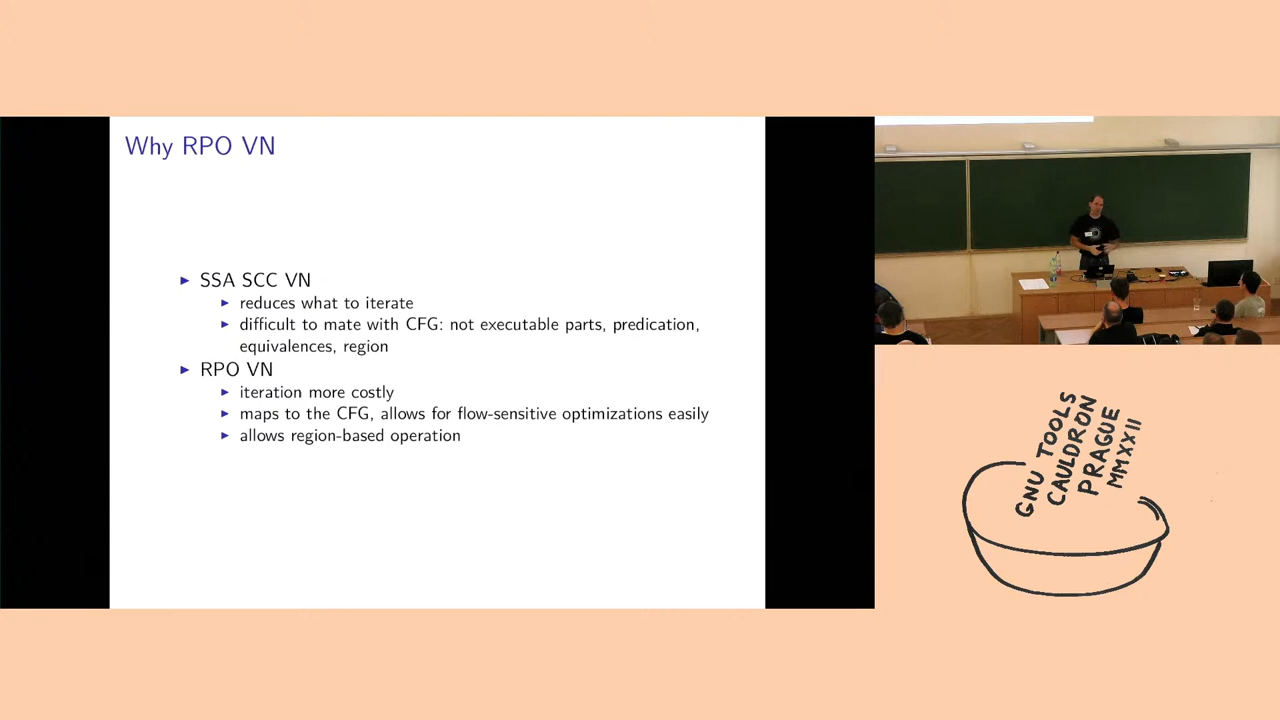 Why RPO VN
▶ SSA SCC VN
▶ reduces what to iterate
▶ difficult to mate with CFG: not executable parts, predication,
equivalences, region
▶ RPO VN
▶ iteration more costly
▶ maps to the CFG, allows for flow-sensitive optimizations easily
▶ allows region-based operation
GNU TOOLS
CAULDRON
PRAGUE
MMXXII